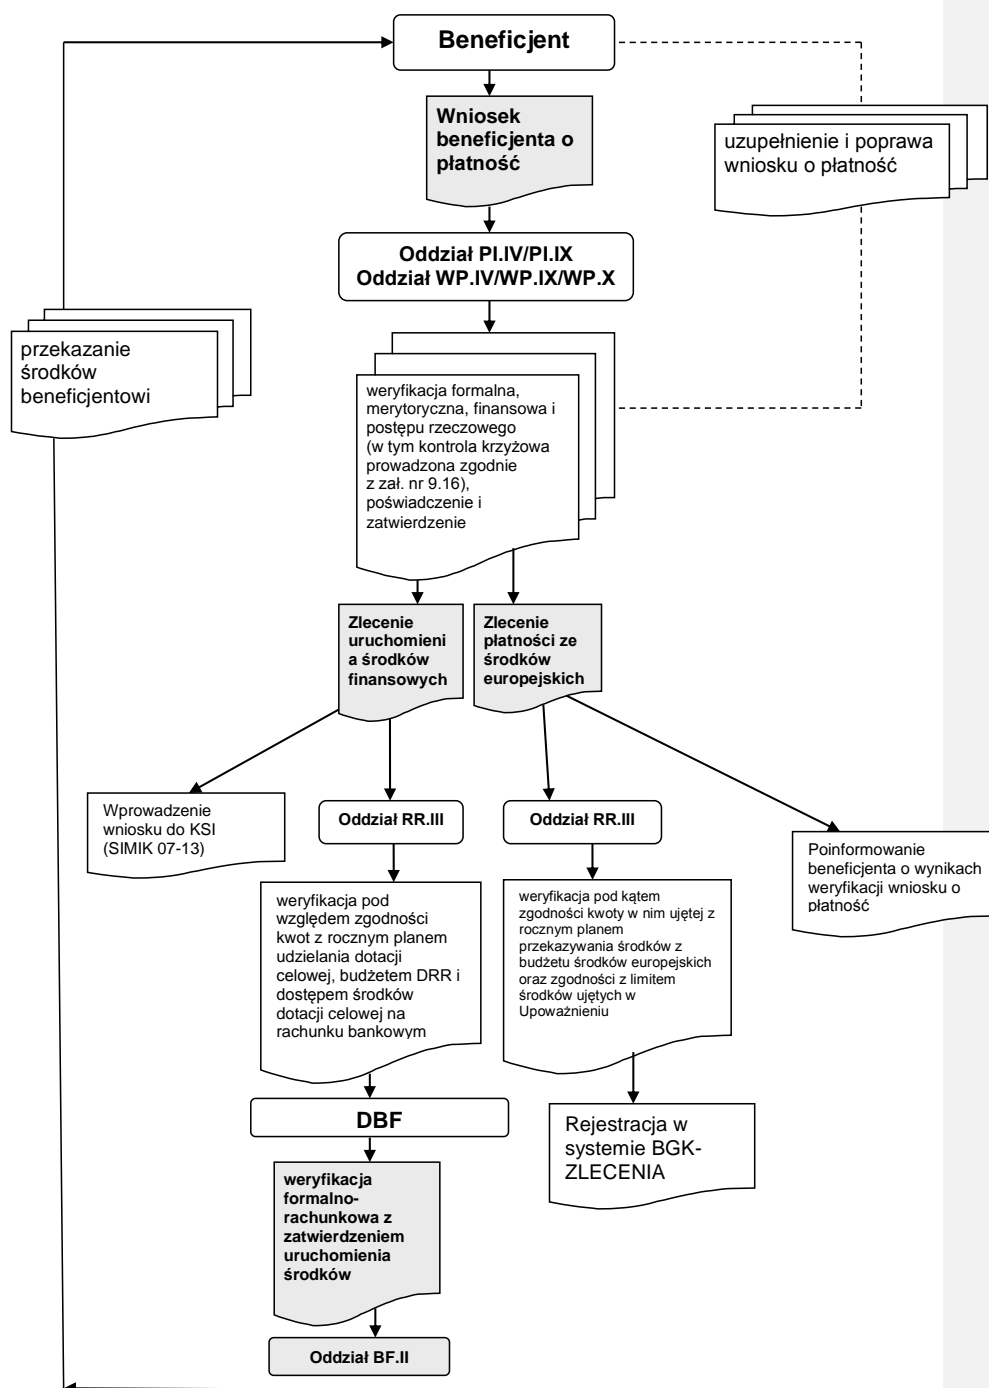 Beneficjent
Wniosek
beneficjenta o
płatność
uzupełnienie i poprawa
wniosku o płatność
Oddział PI.IV/PI.IX
Oddział WP.IV/WP.IX/WP.X
przekazanie
środków
beneficjentowi
weryfikacja formalna,
merytoryczna, finansowa i
postępu rzeczowego
(w tym kontrola krzyżowa
prowadzona zgodnie
z zał. nr 9.16),
poświadczenie i
zatwierdzenie
Zlecenie
uruchomieni
a środków
finansowych
Zlecenie
płatności ze
środków
europejskich
Wprowadzenie
wniosku do KSI
(SIMIK 07-13)
Oddział RR.III
Oddział RR.III
Poinformowanie
beneficjenta o wynikach
weryfikacji wniosku o
płatność
weryfikacja pod
względem zgodności
kwot z rocznym planem
udzielania dotacji
celowej, budżetem DRR i
dostępem środków
dotacji celowej na
rachunku bankowym
weryfikacja pod kątem
zgodności kwoty w nim ujętej z
rocznym planem
przekazywania środków z
budżetu środków europejskich
oraz zgodności z limitem
środków ujętych w
Upoważnieniu
DBF
Rejestracja w
systemie BGK-
ZLECENIA
weryfikacja
formalno-
rachunkowa z
zatwierdzeniem
uruchomienia
środków
Oddział BF.II